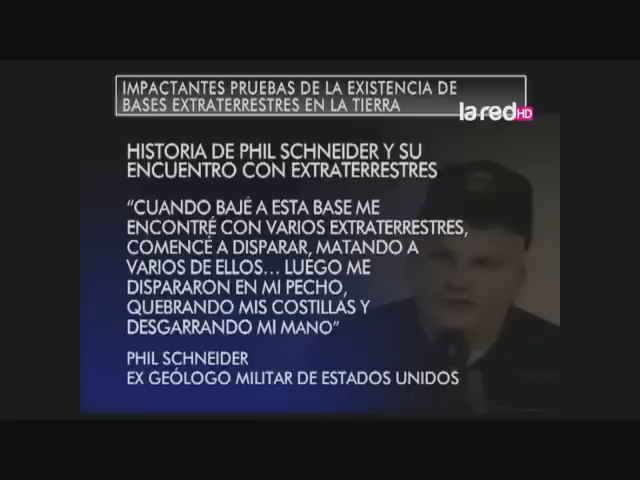 IMPACTANTES PRUEBAS DE LA EXISTENCIA DE
BASES EXTRATERRESTRES EN LA TIERRA
la red HD
HISTORIA DE PHIL SCHNEIDER Y SU
ENCUENTRO CON EXTRATERRESTRES
“CUANDO BAJÉ A ESTA BASE ME
ENCONTRÉ CON VARIOS EXTRATERRESTRES,
COMENCÉ A DISPARAR, MATANDO A
VARIOS DE ELLOS... LUEGO ME
DISPARARON EN MI PECHO,
QUEBRANDO MIS COSTILLAS Y
DESGARRANDO MI MANO”
PHIL SCHNEIDER
EX GEÓLOGO MILITAR DE ESTADOS UNIDOS